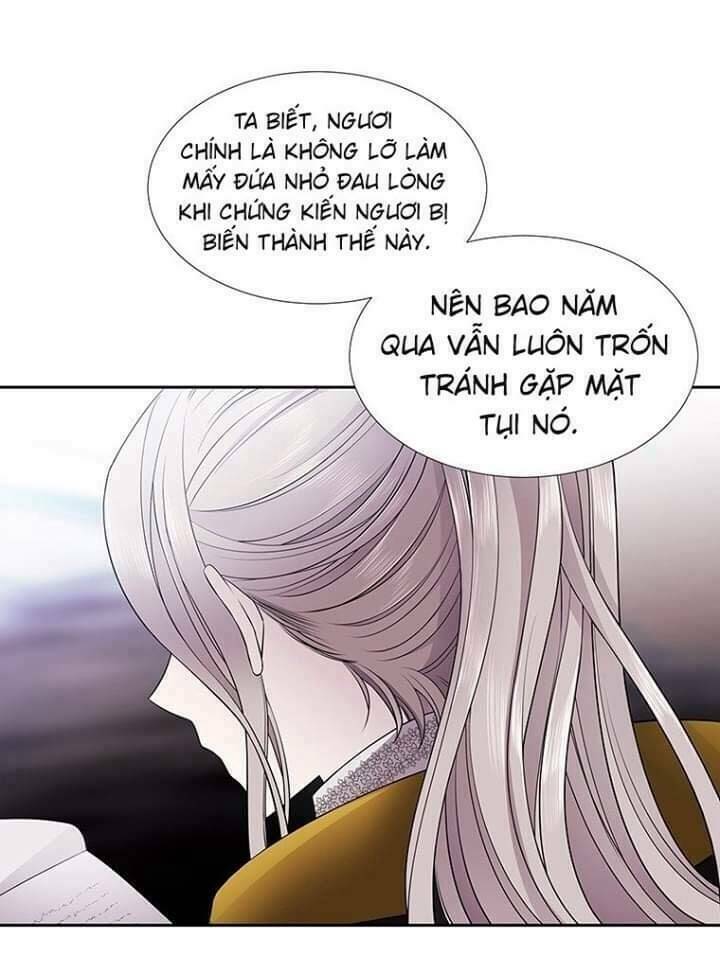 TA BIẾT, NGƯƠI
CHÍNH LÀ KHÔNG LỠ LÀM
MẤY ĐỨA NHỎ ĐAU LÒNG
KHI CHỨNG KIẾN NGƯƠI BỊ
BIẾN THÀNH THẾ NÀY.
NÊN BAO NĂM
QUA VẪN LUÔN TRỐN
TRÁNH GẶP MẶT
TỤI NÓ.